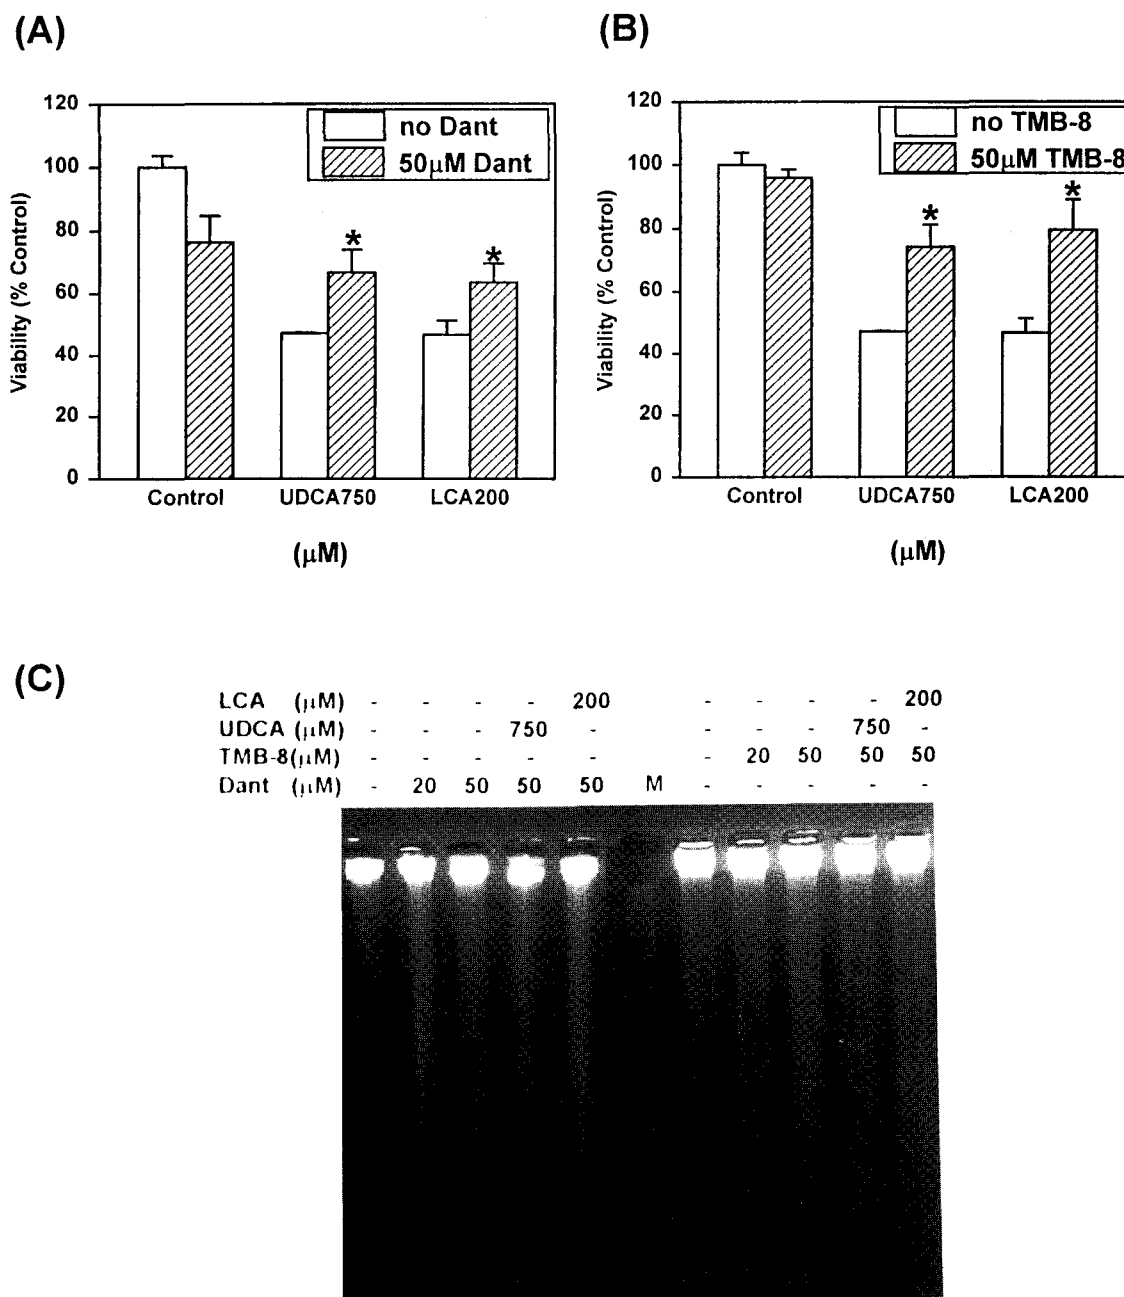 (A)
120
100
80
60
40
20
0
Viability (% Control)
no Dant
50μM Dant
*
*
Control UDCA750 LCA200
(μM)
(B)
120
100
80
60
40
20
0
Viability (% Control)
no TMB-8
50μM TMB-8
*
*
Control UDCA750 LCA200
(μM)
(C)
LCA (μM) - - - - 200 - - - - 200
UDCA (μM) - - - 750 - - - - 750 -
TMB-8(μM) - - - - - - 20 50 50 50
Dant (μM) - 20 50 50 50 M - - - - -